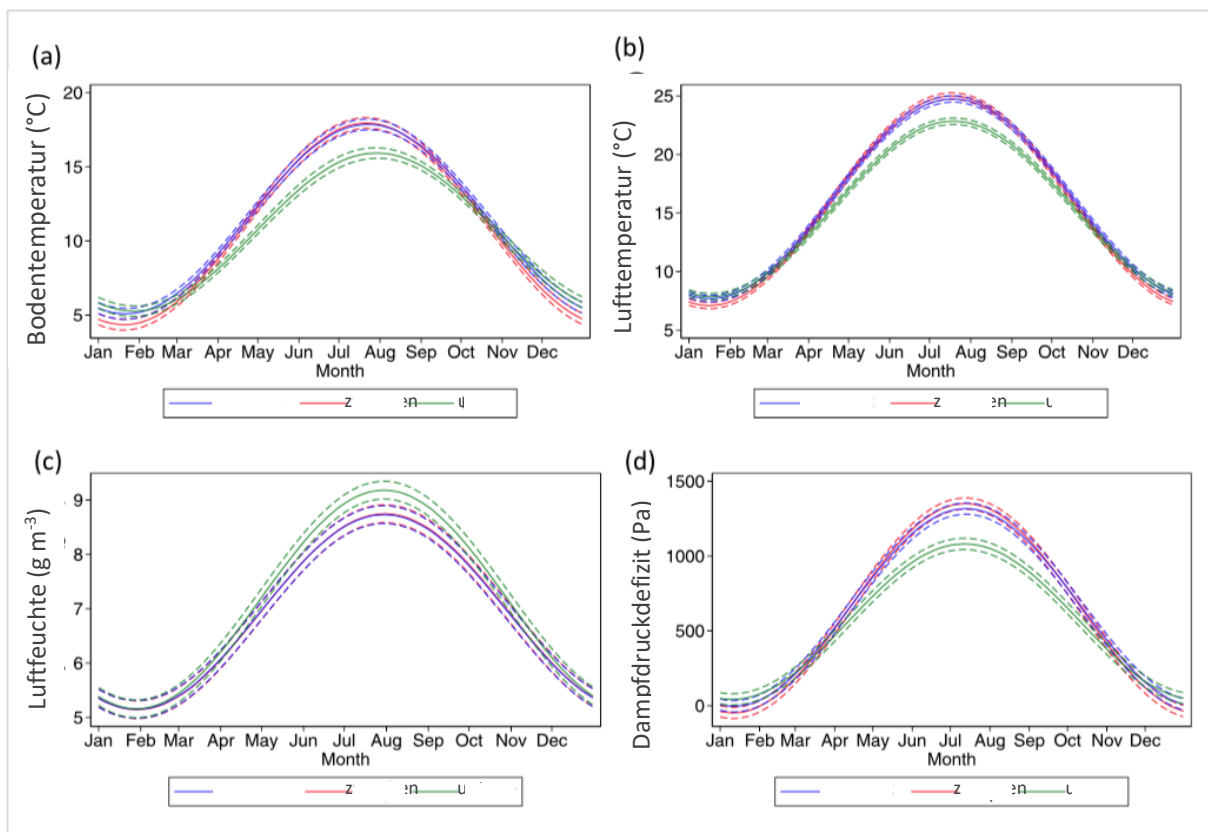 (a)
Bodentemperatur (°C)
20
15
10
5
Jan Feb Mar Apr May Jun Jul Aug Sep Oct Nov Dec
Month
(b)
Lufttemperatur (°C)
25
20
15
10
5
Jan Feb Mar Apr May Jun Jul Aug Sep Oct Nov Dec
Month
(c)
Luftfeuchte (g m⁻³)
9
8
7
6
5
Jan Feb Mar Apr May Jun Jul Aug Sep Oct Nov Dec
Month
(d)
Dampfdruckdefizit (Pa)
1500
1000
500
0
Jan Feb Mar Apr May Jun Jul Aug Sep Oct Nov Dec
Month